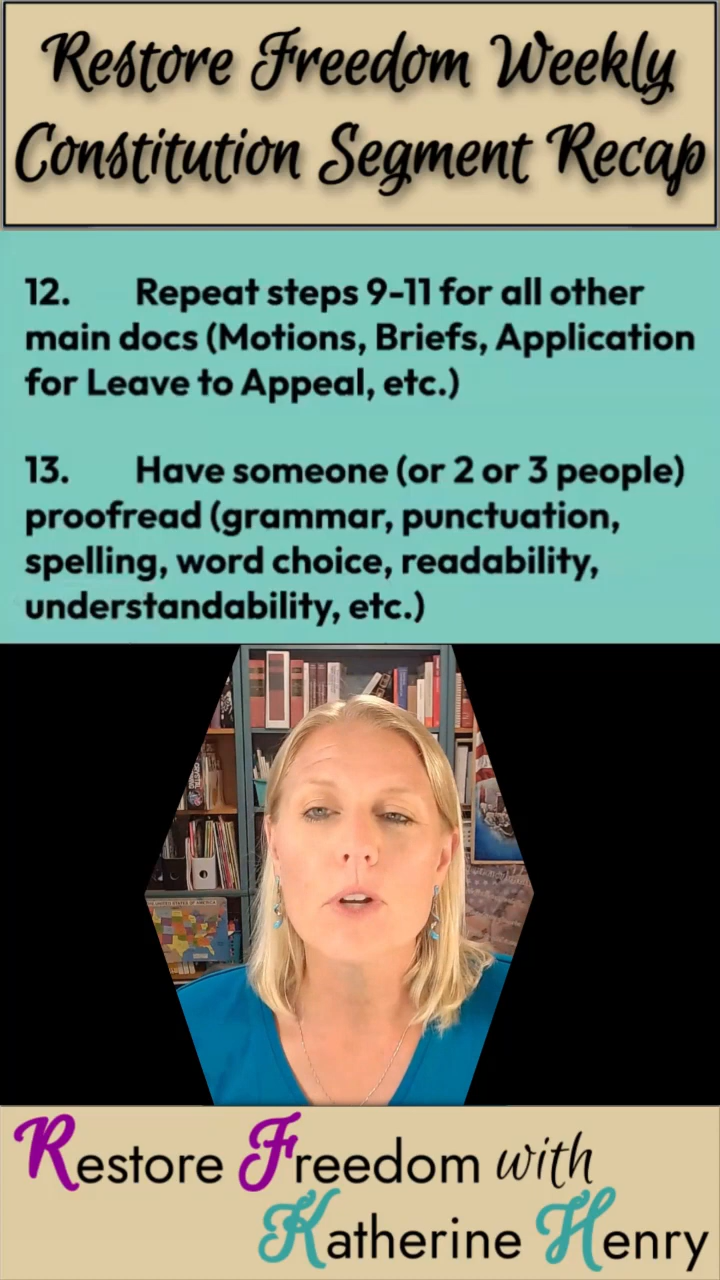 Restore Freedom Weekly
Constitution Segment Recap
12. Repeat steps 9-11 for all other
main docs (Motions, Briefs, Application
for Leave to Appeal, etc.)
13. Have someone (or 2 or 3 people)
proofread (grammar, punctuation,
spelling, word choice, readability,
understandability, etc.)
Restore Freedom with
Katherine Henry